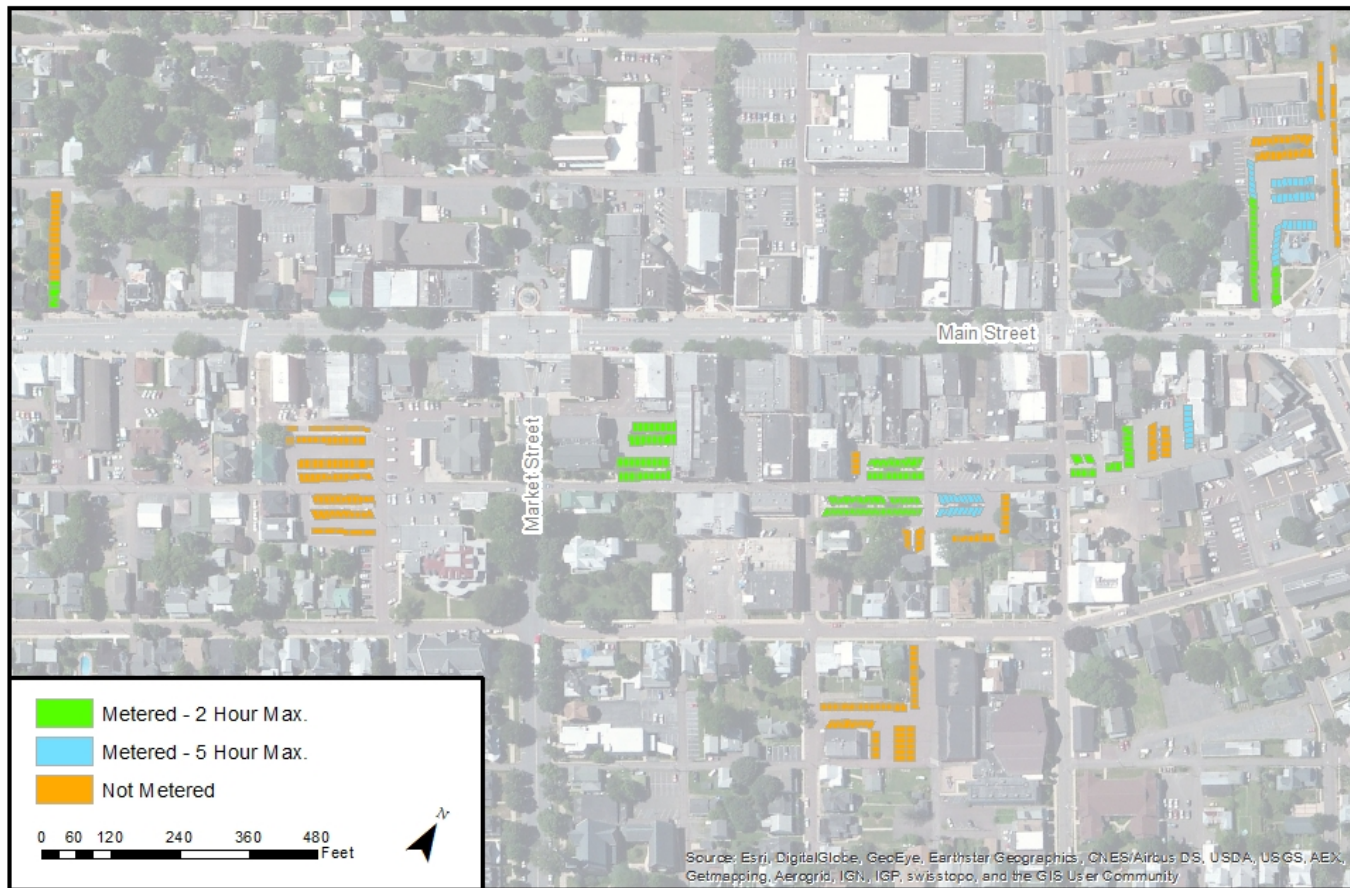 Main Street
Market Street
Metered - 2 Hour Max.
Metered - 5 Hour Max.
Not Metered
0 60 120 240 360 480
Feet
N
Source: Esri, DigitalGlobe, GeoEye, Earthstar Geographics, CNES/Airbus DS, USDA, USGS, AEX,
Getmapping, Aerogrid, IGN, IGP, swisstopo, and the GIS User Community